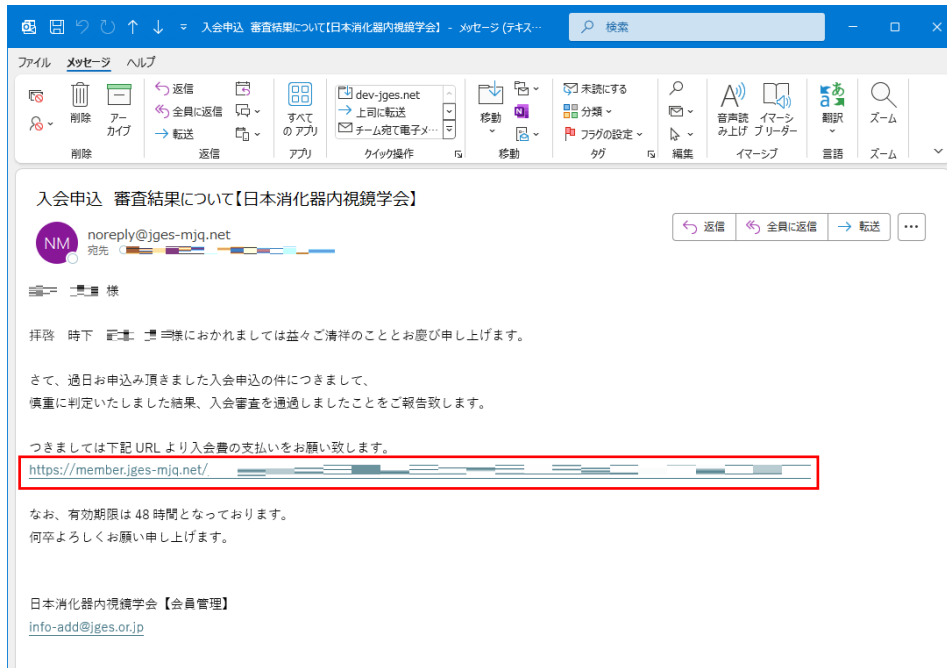 入会申込 審査結果について【日本消化器内視鏡学会】 - メッセージ (テキス…
検索
ファイル メッセージ ヘルプ
削除 アーカイブ
返信
全員に返信
転送
すべてのアプリ
dev-jges.net
上司に転送
チーム宛て電子メ…
移動
未読にする
分類
フラグの設定
音声読み上げ
イマーシブリーダー
翻訳
ズーム
削除 返信 アプリ クイック操作 移動 タグ 編集 イマーシブ 言語 ズーム
入会申込 審査結果について【日本消化器内視鏡学会】
NM
noreply@jges-mjq.net
宛先
返信 全員に返信 転送
様
拝啓 時下 様におかれましては益々ご清祥のこととお慶び申し上げます。
さて、過日お申込み頂きました入会申込の件につきまして、
慎重に判定いたしました結果、入会審査を通過しましたことをご報告致します。
つきましては下記 URL より入会費の支払いをお願い致します。
https://member.jges-mjq.net/
なお、有効期限は 48 時間となっております。
何卒よろしくお願い申し上げます。
日本消化器内視鏡学会【会員管理】
info-add@jges.or.jp